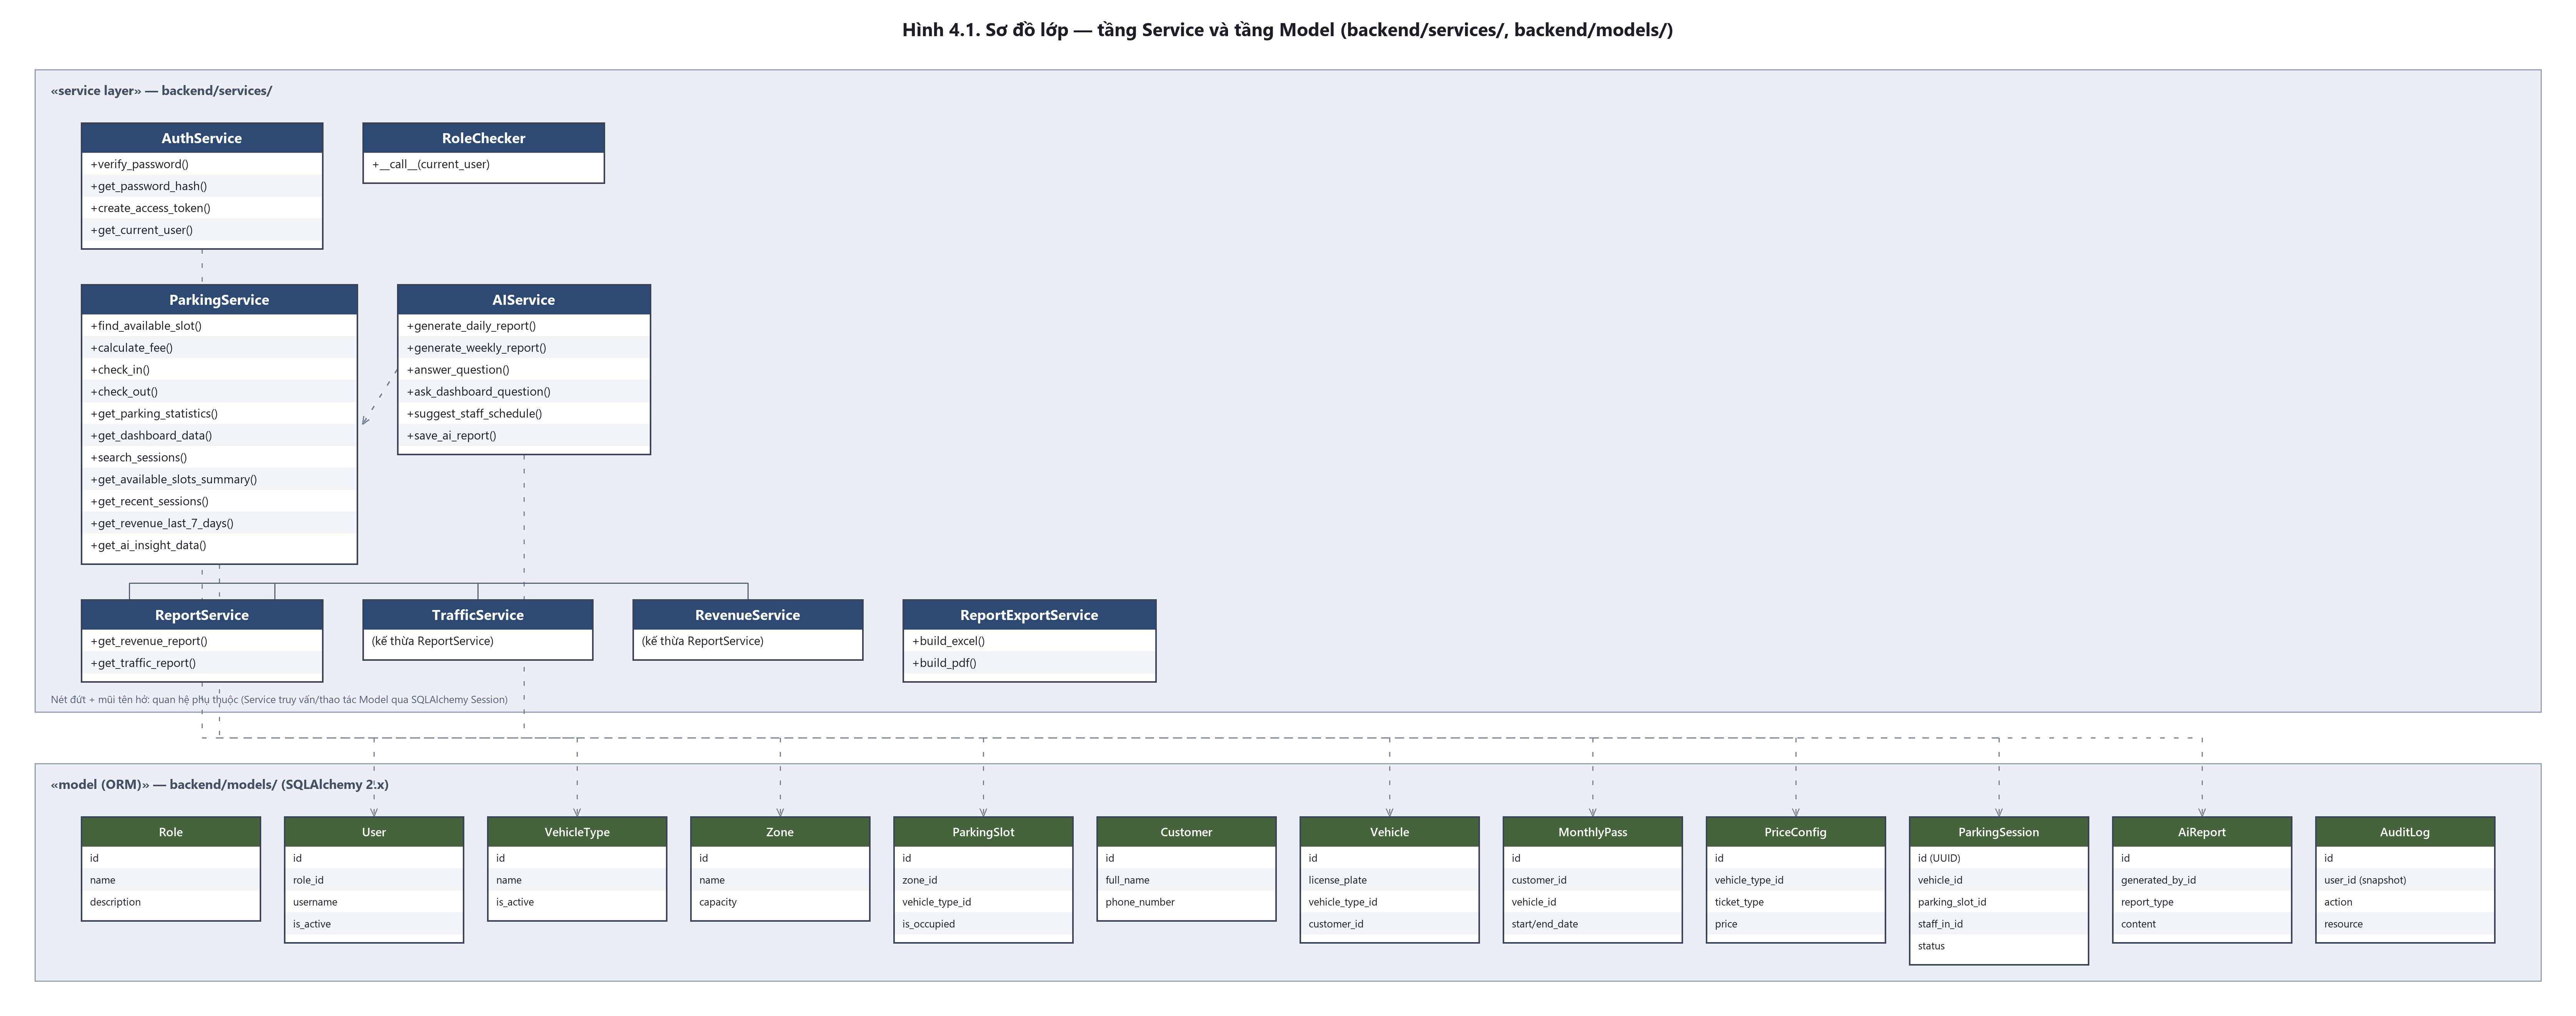 Hình 4.1. Sơ đồ lớp — tầng Service và tầng Model (backend/services/, backend/models/)
«service layer» — backend/services/
AuthService
+verify_password()
+get_password_hash()
+create_access_token()
+get_current_user()
RoleChecker
+__call__(current_user)
ParkingService
+find_available_slot()
+calculate_fee()
+check_in()
+check_out()
+get_parking_statistics()
+get_dashboard_data()
+search_sessions()
+get_available_slots_summary()
+get_recent_sessions()
+get_revenue_last_7_days()
+get_ai_insight_data()
AIService
+generate_daily_report()
+generate_weekly_report()
+answer_question()
+ask_dashboard_question()
+suggest_staff_schedule()
+save_ai_report()
ReportService
+get_revenue_report()
+get_traffic_report()
TrafficService
(kế thừa ReportService)
RevenueService
(kế thừa ReportService)
ReportExportService
+build_excel()
+build_pdf()
Nét đứt + mũi tên hở: quan hệ phụ thuộc (Service truy vấn/thao tác Model qua SQLAlchemy Session)
«model (ORM)» — backend/models/ (SQLAlchemy 2.x)
Role
id
name
description
User
id
role_id
username
is_active
VehicleType
id
name
is_active
Zone
id
name
capacity
ParkingSlot
id
zone_id
vehicle_type_id
is_occupied
Customer
id
full_name
phone_number
Vehicle
id
license_plate
vehicle_type_id
customer_id
MonthlyPass
id
customer_id
vehicle_id
start/end_date
PriceConfig
id
vehicle_type_id
ticket_type
price
ParkingSession
id (UUID)
vehicle_id
parking_slot_id
staff_in_id
status
AiReport
id
generated_by_id
report_type
content
AuditLog
id
user_id (snapshot)
action
resource